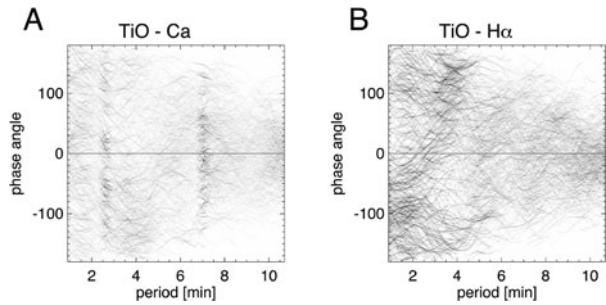 A
TiO - Ca
B
TiO - Hα
phase angle
100
0
-100
2
4
6
8
10
period [min]
phase angle
100
0
-100
2
4
6
8
10
period [min]